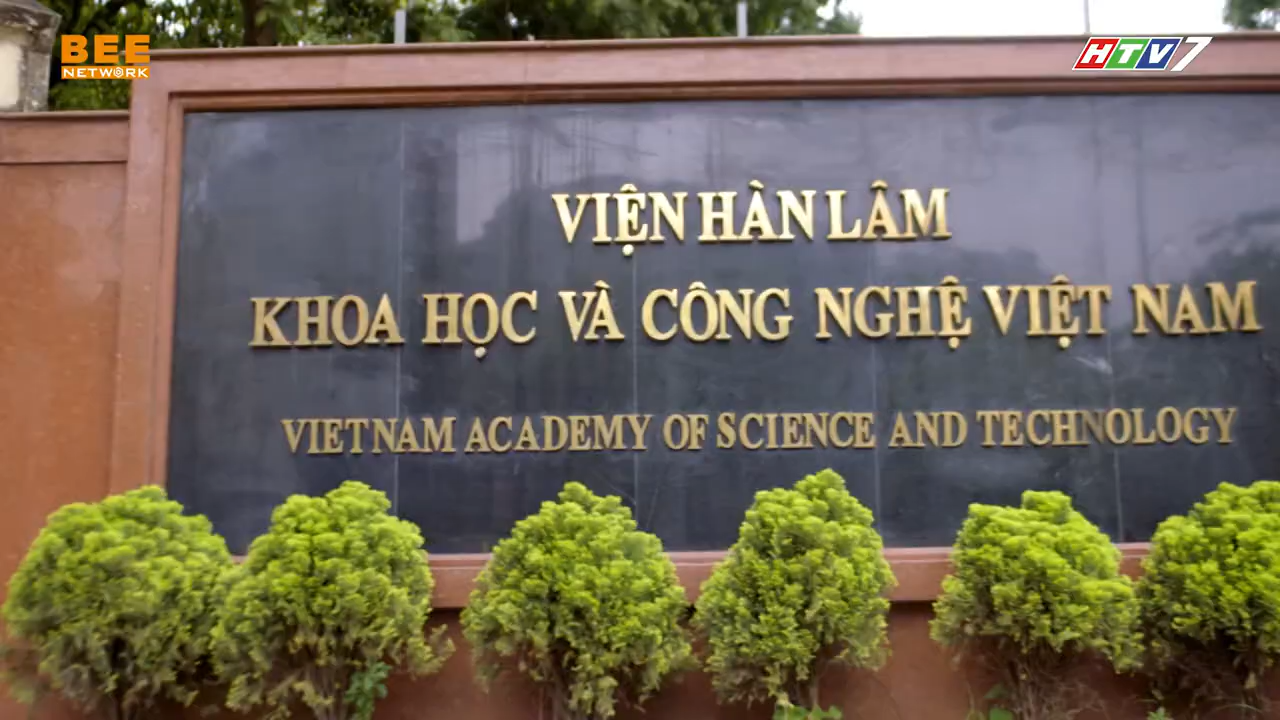 BEE
NETWORK
HTV7
VIỆN HÀN LÂM
KHOA HỌC VÀ CÔNG NGHỆ VIỆT NAM
VIETNAM ACADEMY OF SCIENCE AND TECHNOLOGY